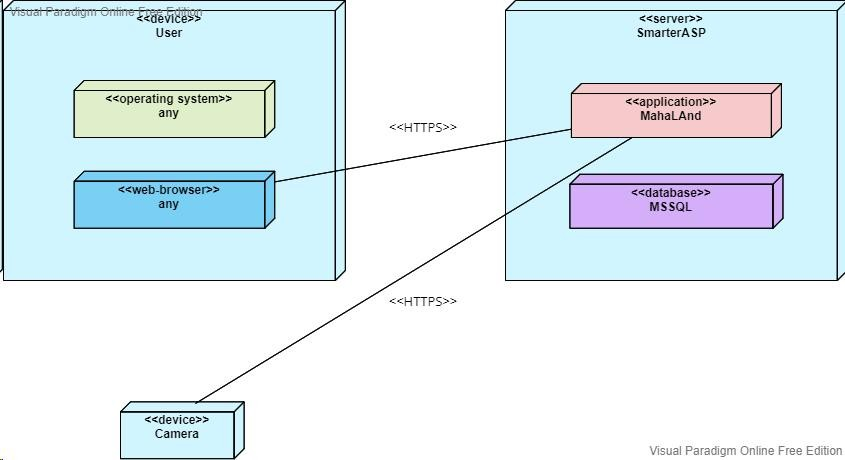 Visual Paradigm Online Free Edition
<<device>>
User
<<operating system>>
any
<<web-browser>>
any
<<HTTPS>>
<<server>>
SmarterASP
<<application>>
MahaLAnd
<<database>>
MSSQL
<<HTTPS>>
<<device>>
Camera
Visual Paradigm Online Free Edition